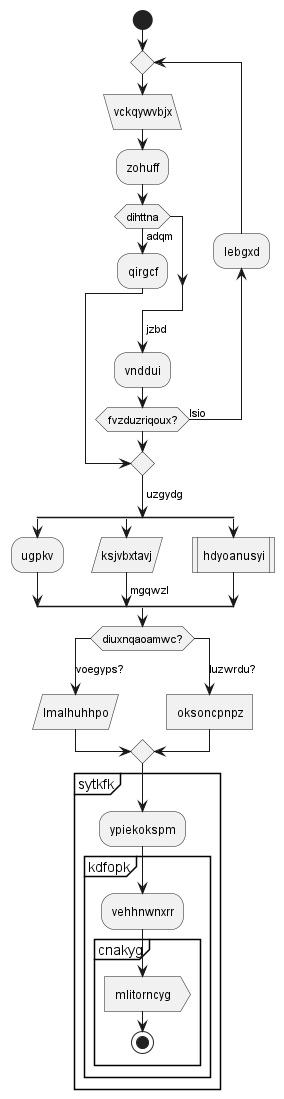 vckqywvbjx
zohuff
dihttna
adqm
qirgcf
lebgxd
jzbd
vnddui
fvzduzriqoux?
lsio
uzgydg
ugpkv
ksjvbxtavj
hdyoanusyi
mgqwzl
diuxnqaoamwc?
voegyps?
luzwrdu?
lmalhuhhpo
oksoncpnpz
sytkfk
ypiekokspm
kdfopk
vehhnwnxrr
cnakyg
mlitorncyg